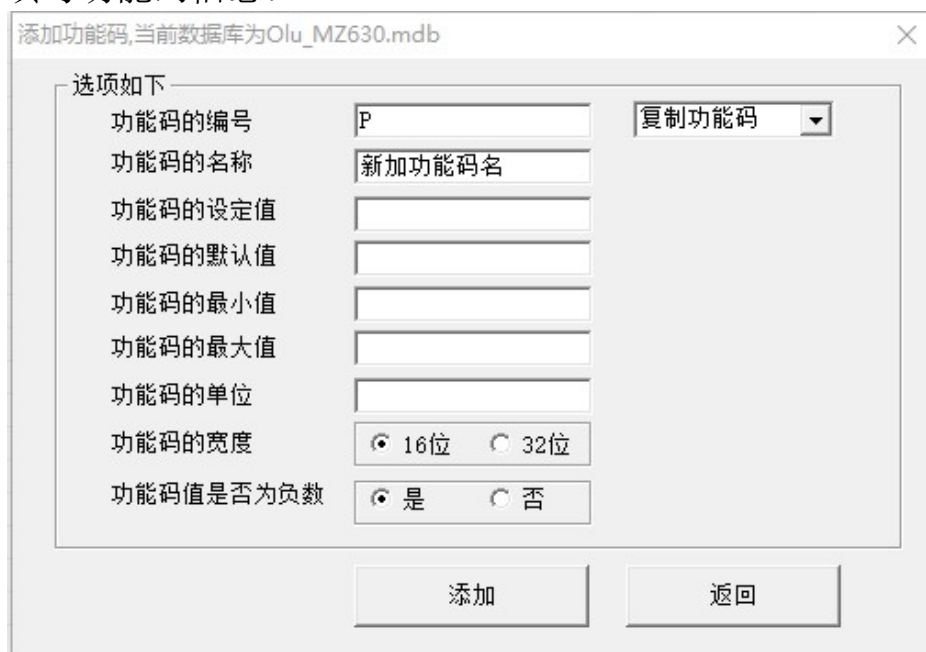 添加功能码,当前数据库为Olu_MZ630.mdb
选项如下
功能码的编号 P 复制功能码
功能码的名称 新加功能码名
功能码的设定值
功能码的默认值
功能码的最小值
功能码的最大值
功能码的单位
功能码的宽度 16位 32位
功能码值是否为负数 是 否
添加 返回